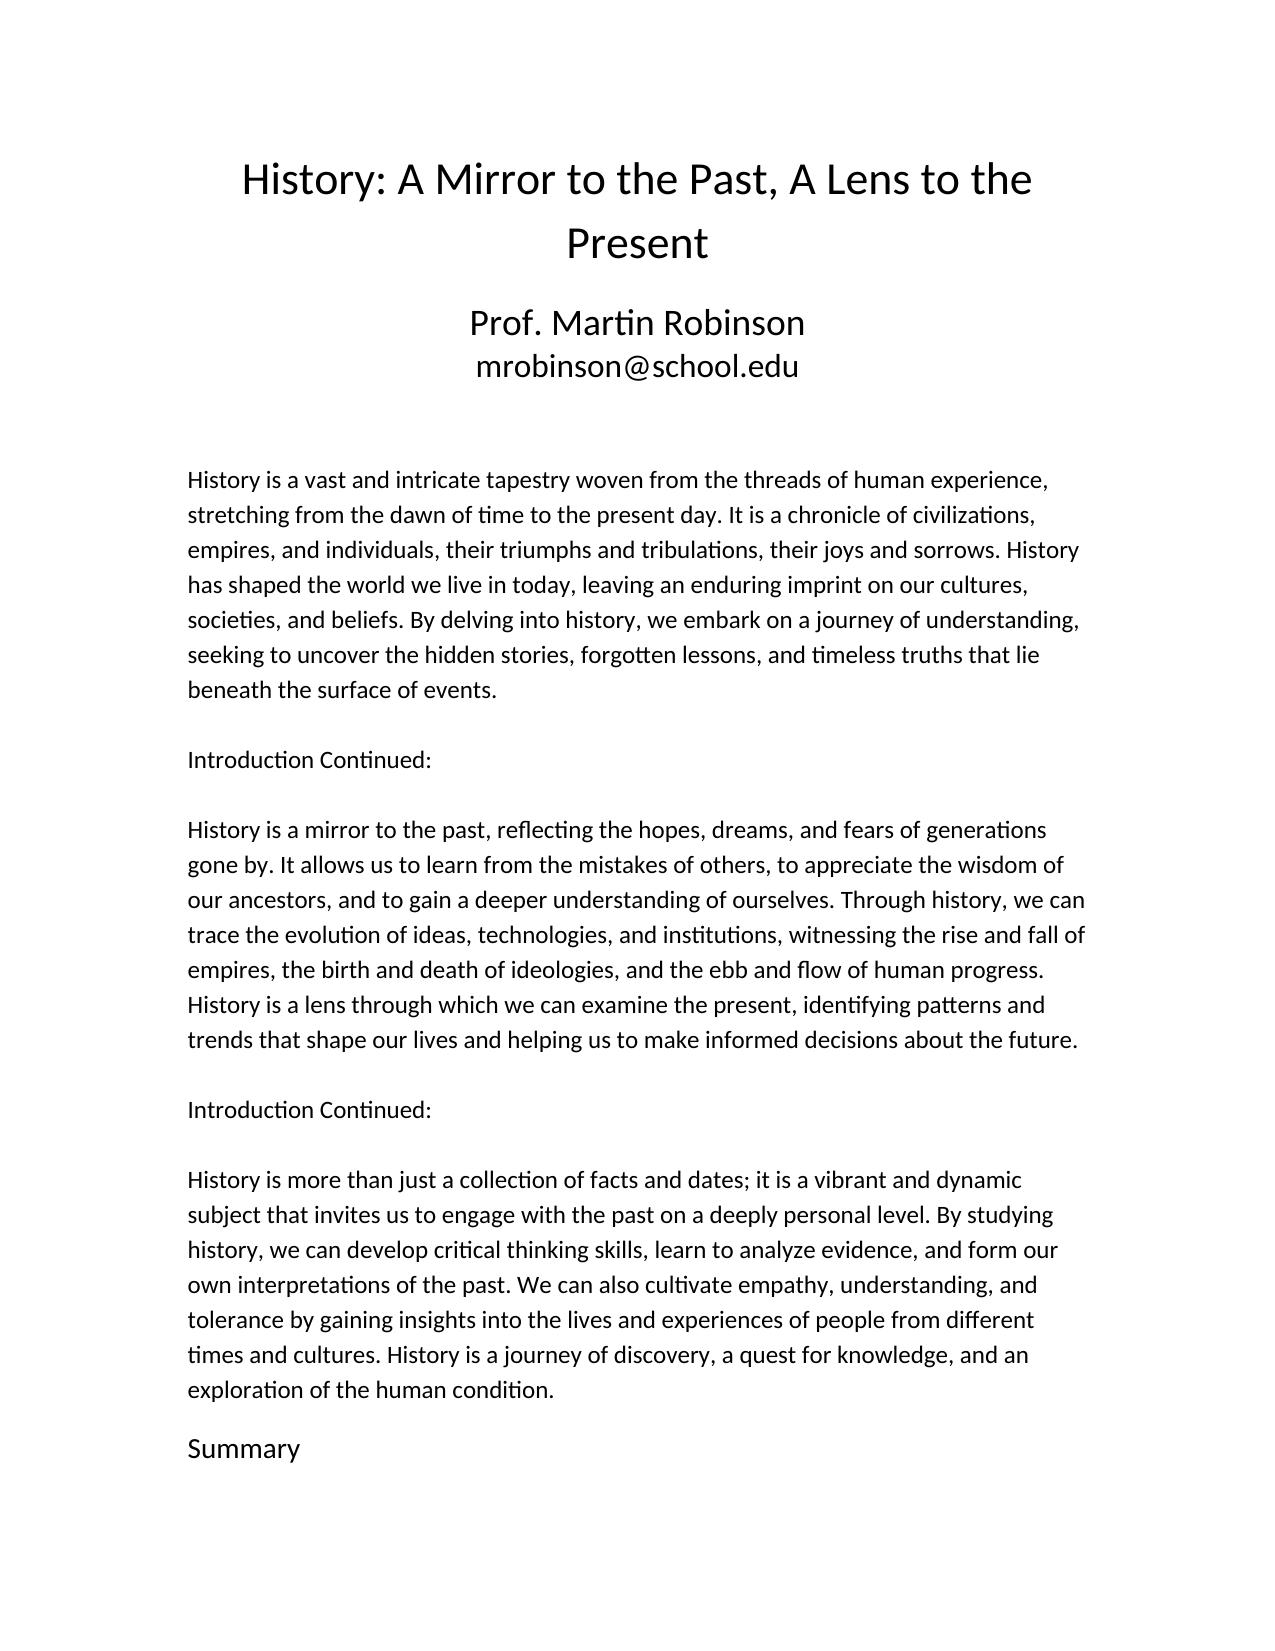 History: A Mirror to the Past, A Lens to the
Present
Prof. Martin Robinson
mrobinson@school.edu
History is a vast and intricate tapestry woven from the threads of human experience,
stretching from the dawn of time to the present day. It is a chronicle of civilizations,
empires, and individuals, their triumphs and tribulations, their joys and sorrows. History
has shaped the world we live in today, leaving an enduring imprint on our cultures,
societies, and beliefs. By delving into history, we embark on a journey of understanding,
seeking to uncover the hidden stories, forgotten lessons, and timeless truths that lie
beneath the surface of events.
Introduction Continued:
History is a mirror to the past, reflecting the hopes, dreams, and fears of generations
gone by. It allows us to learn from the mistakes of others, to appreciate the wisdom of
our ancestors, and to gain a deeper understanding of ourselves. Through history, we can
trace the evolution of ideas, technologies, and institutions, witnessing the rise and fall of
empires, the birth and death of ideologies, and the ebb and flow of human progress.
History is a lens through which we can examine the present, identifying patterns and
trends that shape our lives and helping us to make informed decisions about the future.
Introduction Continued:
History is more than just a collection of facts and dates; it is a vibrant and dynamic
subject that invites us to engage with the past on a deeply personal level. By studying
history, we can develop critical thinking skills, learn to analyze evidence, and form our
own interpretations of the past. We can also cultivate empathy, understanding, and
tolerance by gaining insights into the lives and experiences of people from different
times and cultures. History is a journey of discovery, a quest for knowledge, and an
exploration of the human condition.
Summary